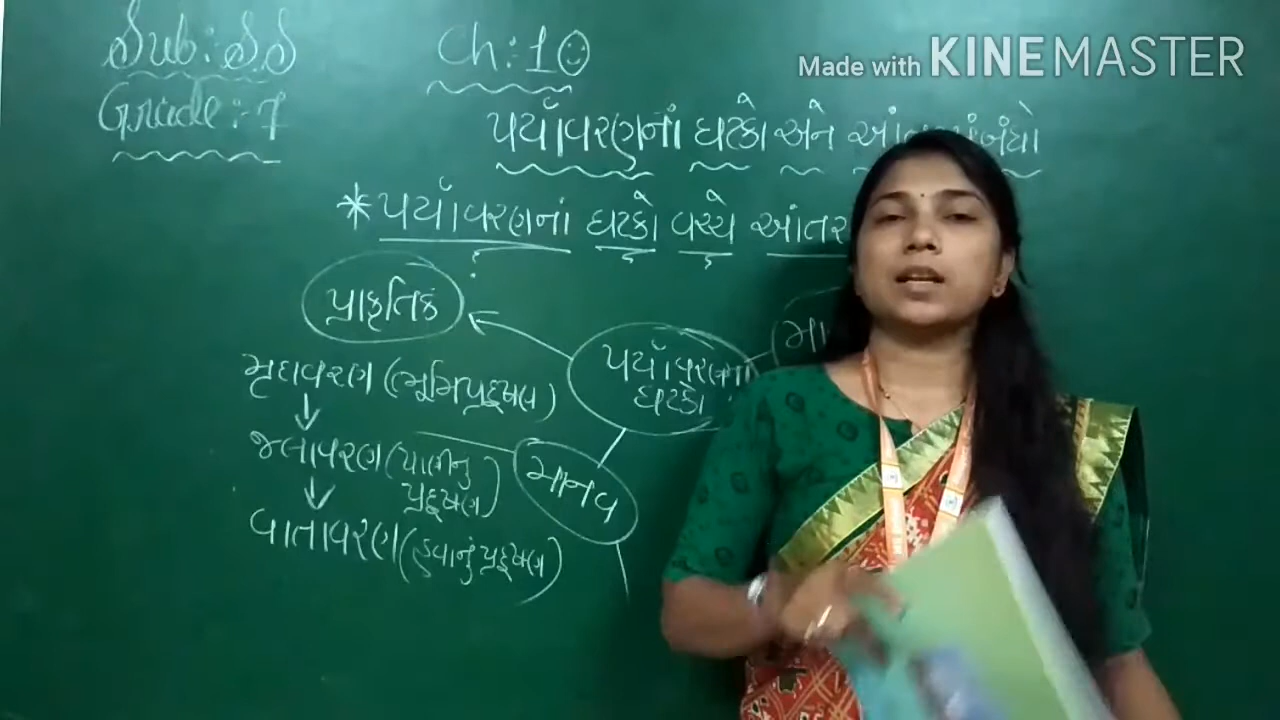 Sub: S.S
Ch: 10
Made with KINEMASTER
Grade :- 7
પર્યાવરણનાં ઘટકો અને
* પર્યાવરણનાં ઘટકો વચ્ચે આંતર
પ્રાકૃતિક
પર્યાવરણનાં
ઘટકો
મા
મૃદાવરણ (ભૂમિપ્રદૂષણ)
જલાવરણ (પાણીનું
પ્રદૂષણ)
માનવ
વાતાવરણ (હવાનું પ્રદૂષણ)